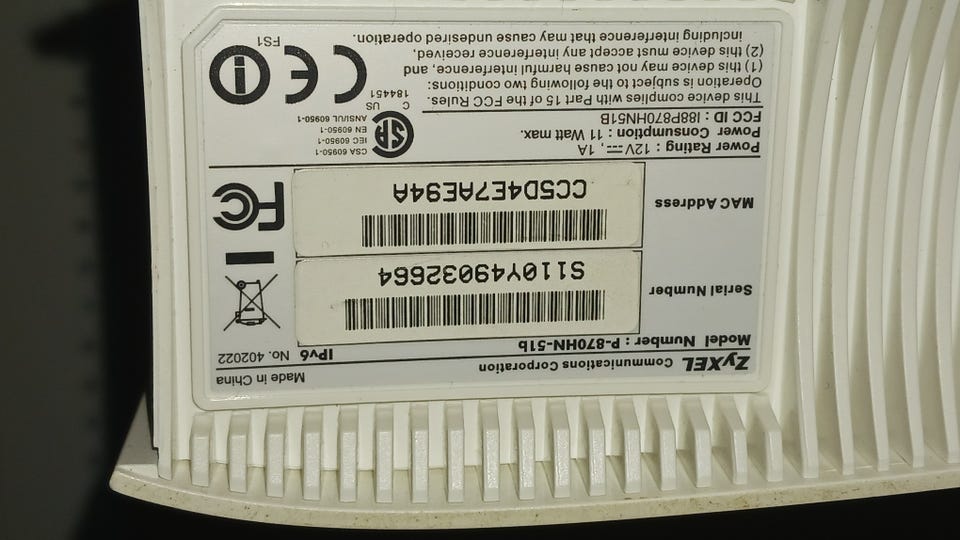 ZyXEL Communications Corporation
Made in China
Model Number : P-870HN-51b
IPv6 No. 402022
Serial Number
S110Y49032664
MAC Address
CC5D4E7AE94A
FC
Power Rating : 12V⎓, 1A
Power Consumption : 11 Watt max.
FCC ID : I88P870HN51B
CSA 60950-1
IEC 60950-1
EN 60950-1
ANSI/UL 60950-1
SA
C US
184451
This device complies with Part 15 of the FCC Rules.
Operation is subject to the following two conditions:
(1) this device may not cause harmful interference, and
(2) this device must accept any interference received,
including interference that may cause undesired operation.
CE
FS1